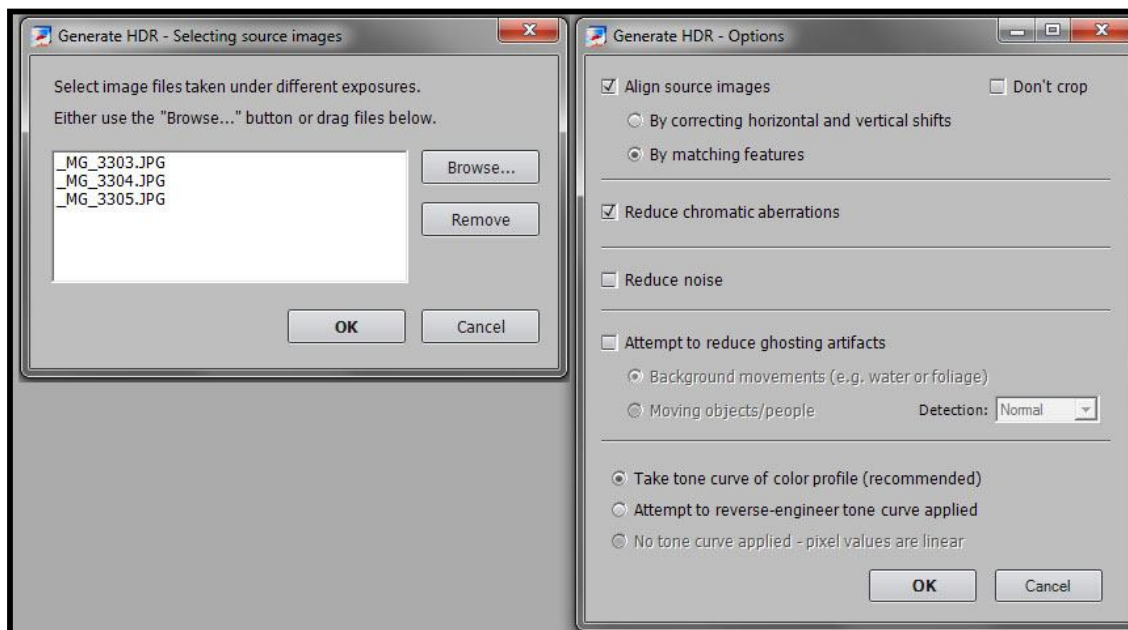 Generate HDR - Selecting source images
Select image files taken under different exposures.
Either use the "Browse..." button or drag files below.
_MG_3303.JPG
_MG_3304.JPG
_MG_3305.JPG
Browse...
Remove
OK
Cancel
Generate HDR - Options
Align source images
Don't crop
By correcting horizontal and vertical shifts
By matching features
Reduce chromatic aberrations
Reduce noise
Attempt to reduce ghosting artifacts
Background movements (e.g. water or foliage)
Moving objects/people
Detection:
Normal
Take tone curve of color profile (recommended)
Attempt to reverse-engineer tone curve applied
No tone curve applied - pixel values are linear
OK
Cancel